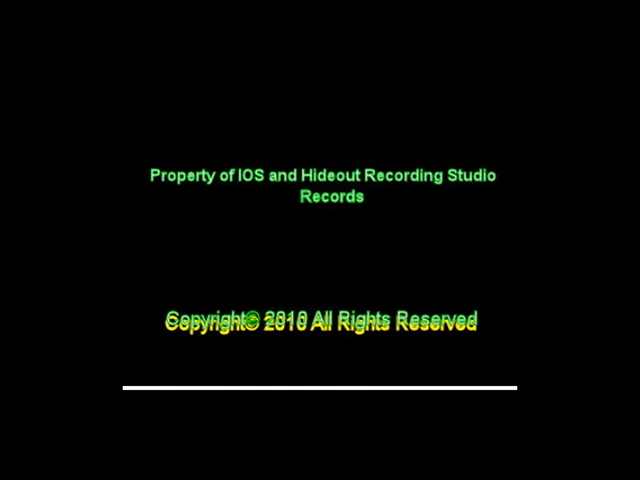 Property of IOS and Hideout Recording Studio
Records
Copyright© 2010 All Rights Reserved